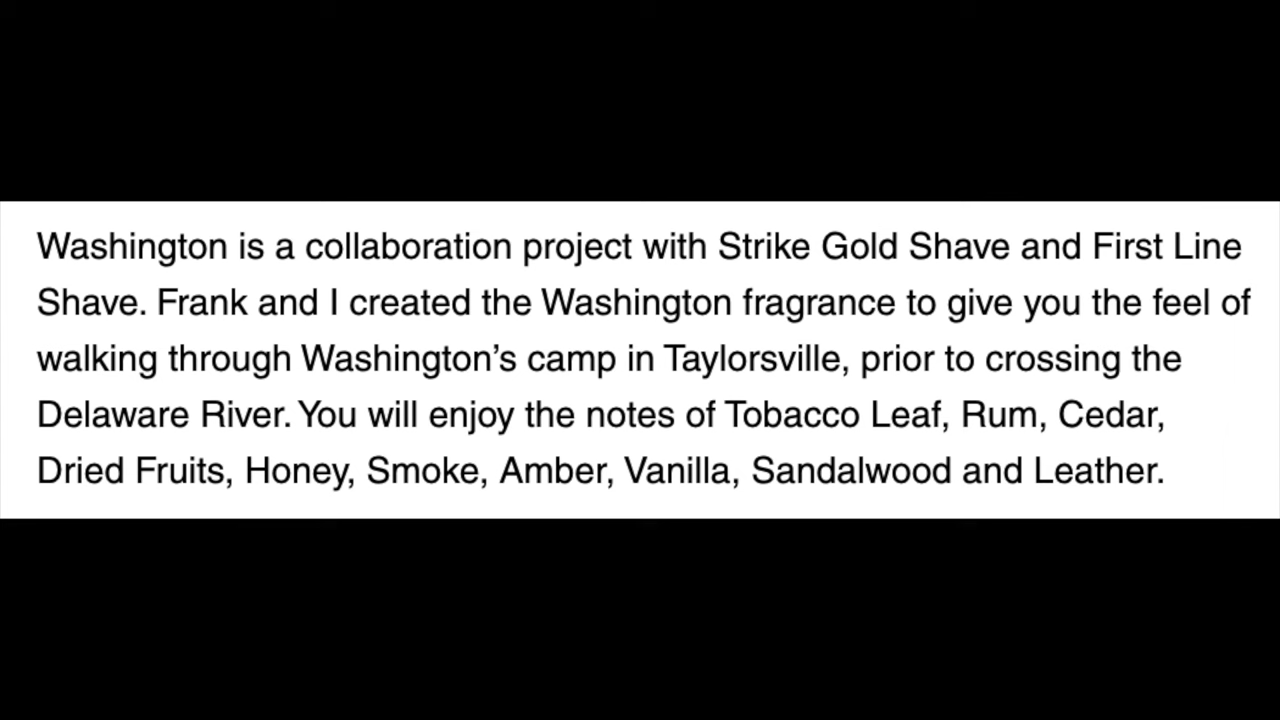 Washington is a collaboration project with Strike Gold Shave and First Line
Shave. Frank and I created the Washington fragrance to give you the feel of
walking through Washington’s camp in Taylorsville, prior to crossing the
Delaware River. You will enjoy the notes of Tobacco Leaf, Rum, Cedar,
Dried Fruits, Honey, Smoke, Amber, Vanilla, Sandalwood and Leather.